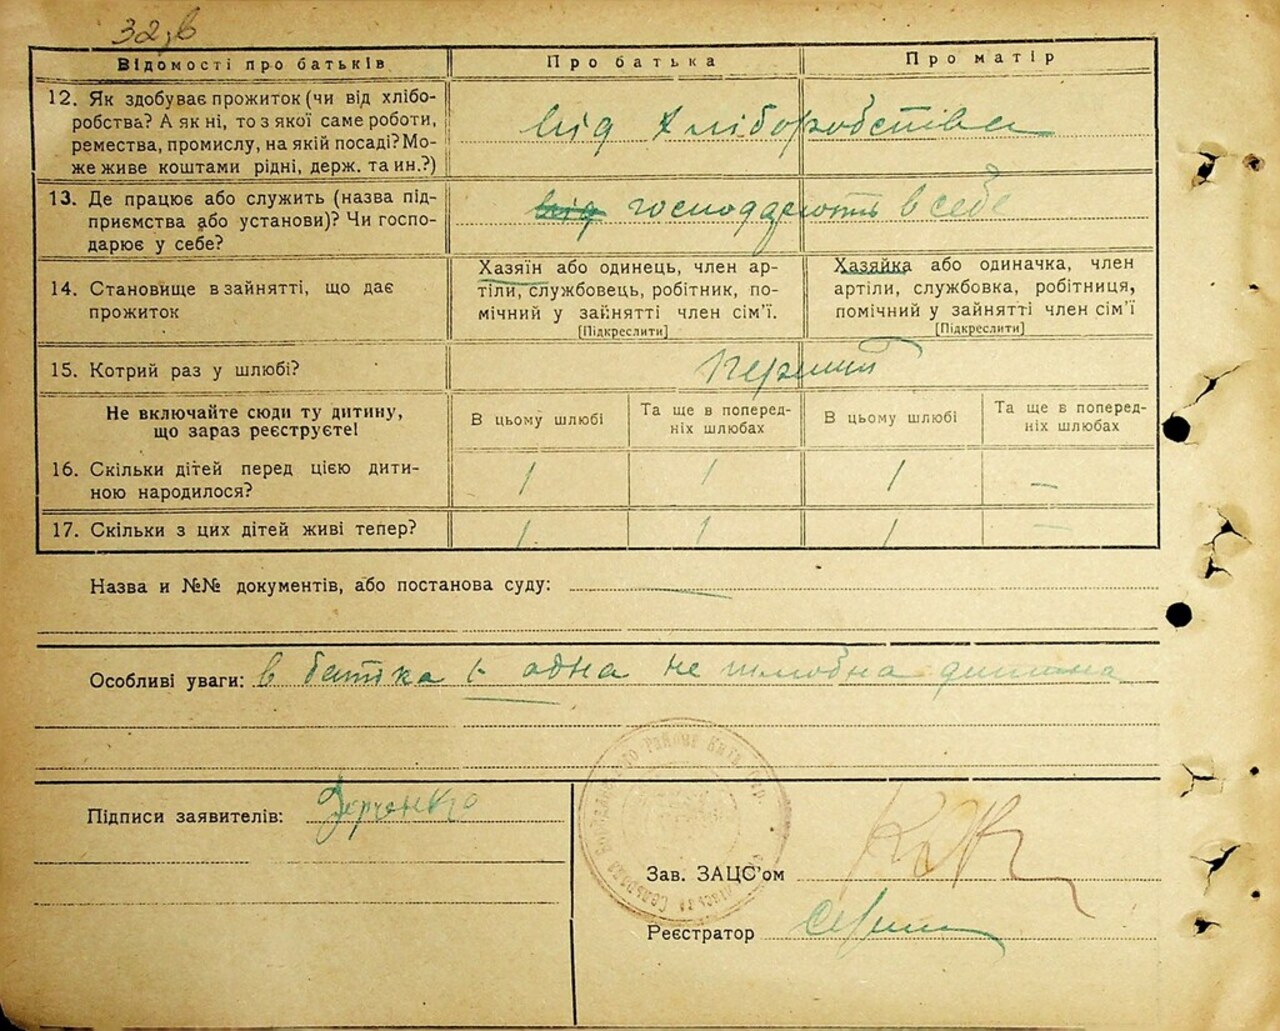 32,в
Відомості про батьків
Про батька
Про матір
12. Як здобуває прожиток (чи від хлібо-
робства? А як ні, то з якої саме роботи,
ремества, промислу, на якій посаді? Мо-
же живе коштами рідні, держ. та ин.?)
від хліборобства
13. Де працює або служить (назва під-
приємства або установи)? Чи госпо-
дарює у себе?
від господарють в себе
14. Становище в зайнятті, що дає
прожиток
Хазяїн або одинець, член ар-
тілі, службовець, робітник, по-
мічний у зайнятті член сім'ї.
[Підкреслити]
Хазяйка або одиначка, член
артіли, службовка, робітниця,
помічний у зайнятті член сім'ї
[Підкреслити]
15. Котрий раз у шлюбі?
Перший
Не включайте сюди ту дитину,
що зараз реєструєте!
В цьому шлюбі
Та ще в поперед-
ніх шлюбах
В цьому шлюбі
Та ще в поперед-
ніх шлюбах
16. Скільки дітей перед цією дити-
ною народилося?
1 1 1 —
17. Скільки з цих дітей живі тепер?
1 1 1 —
Назва и №№ документів, або постанова суду: —
Особливі уваги: в батка 1- одна не шлюбна дитина
Підписи заявителів:
Зав. ЗАЦС'ом
Реєстратор